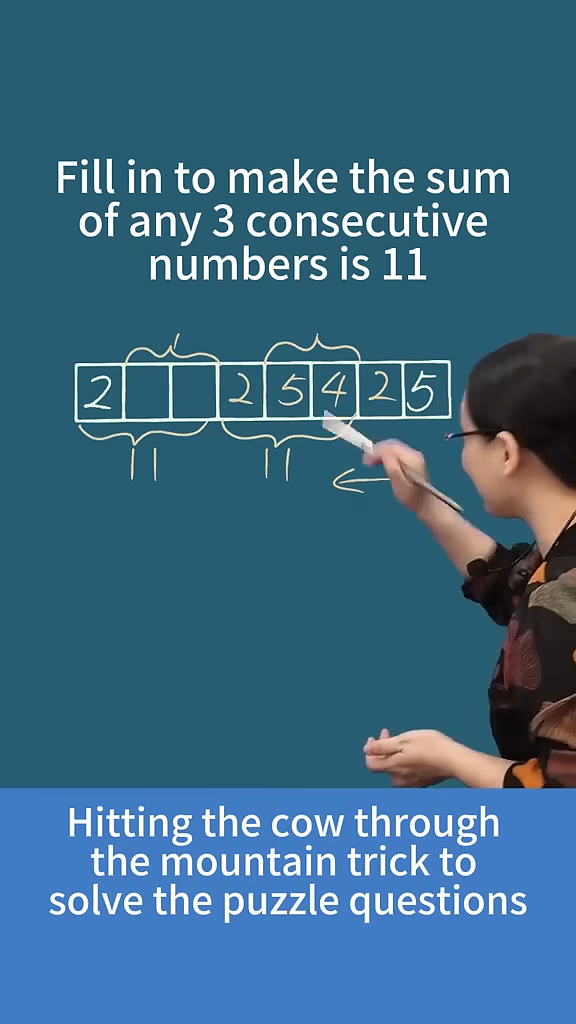 Fill in to make the sum
of any 3 consecutive
numbers is 11
2 2 5 4 2 5
11 11
Hitting the cow through
the mountain trick to
solve the puzzle questions